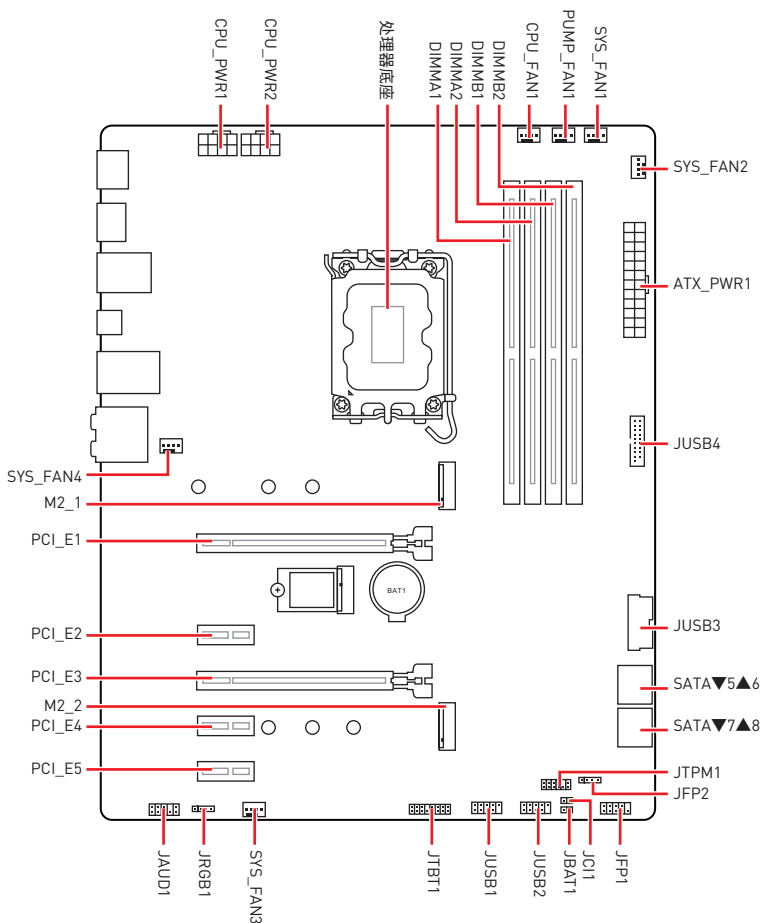 CPU_PWR1
CPU_PWR2
处理器底座
DIMMA1
DIMMA2
DIMMB1
DIMMB2
CPU_FAN1
PUMP_FAN1
SYS_FAN1
SYS_FAN2
ATX_PWR1
JUSB4
SYS_FAN4
M2_1
PCI_E1
BAT1
PCI_E2
JUSB3
PCI_E3
SATA▼5▲6
M2_2
PCI_E4
SATA▼7▲8
PCI_E5
JTPM1
JFP2
JAUD1
JRGB1
SYS_FAN3
JTBT1
JUSB1
JUSB2
JBAT1
JCI1
JFP1